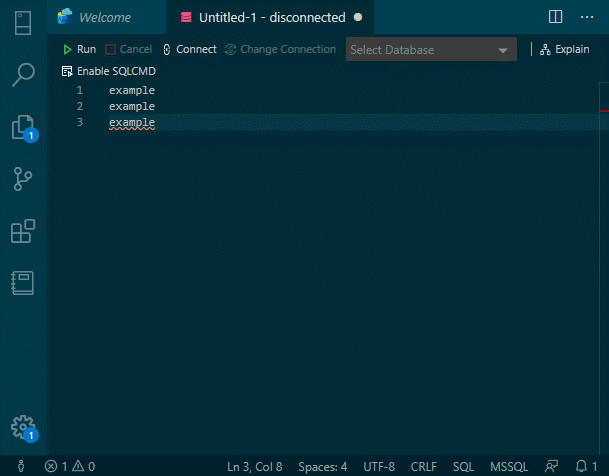 Welcome
Untitled-1 - disconnected
Run Cancel Connect Change Connection Select Database Explain
Enable SQLCMD
1 example
2 example
3 example
1
1
1 0 Ln 3, Col 8 Spaces: 4 UTF-8 CRLF SQL MSSQL 1